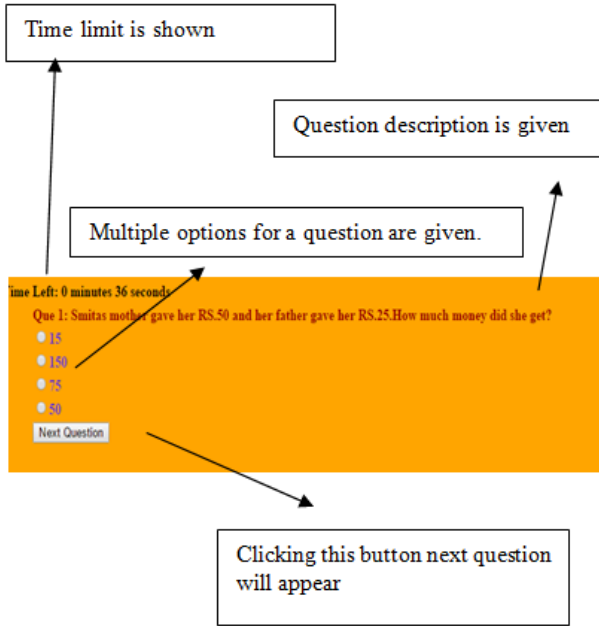 Time limit is shown
Question description is given
Multiple options for a question are given.
ime Left: 0 minutes 36 seconds
Que 1: Smitas mother gave her RS.50 and her father gave her RS.25.How much money did she get?
15
150
75
50
Next Question
Clicking this button next question
will appear